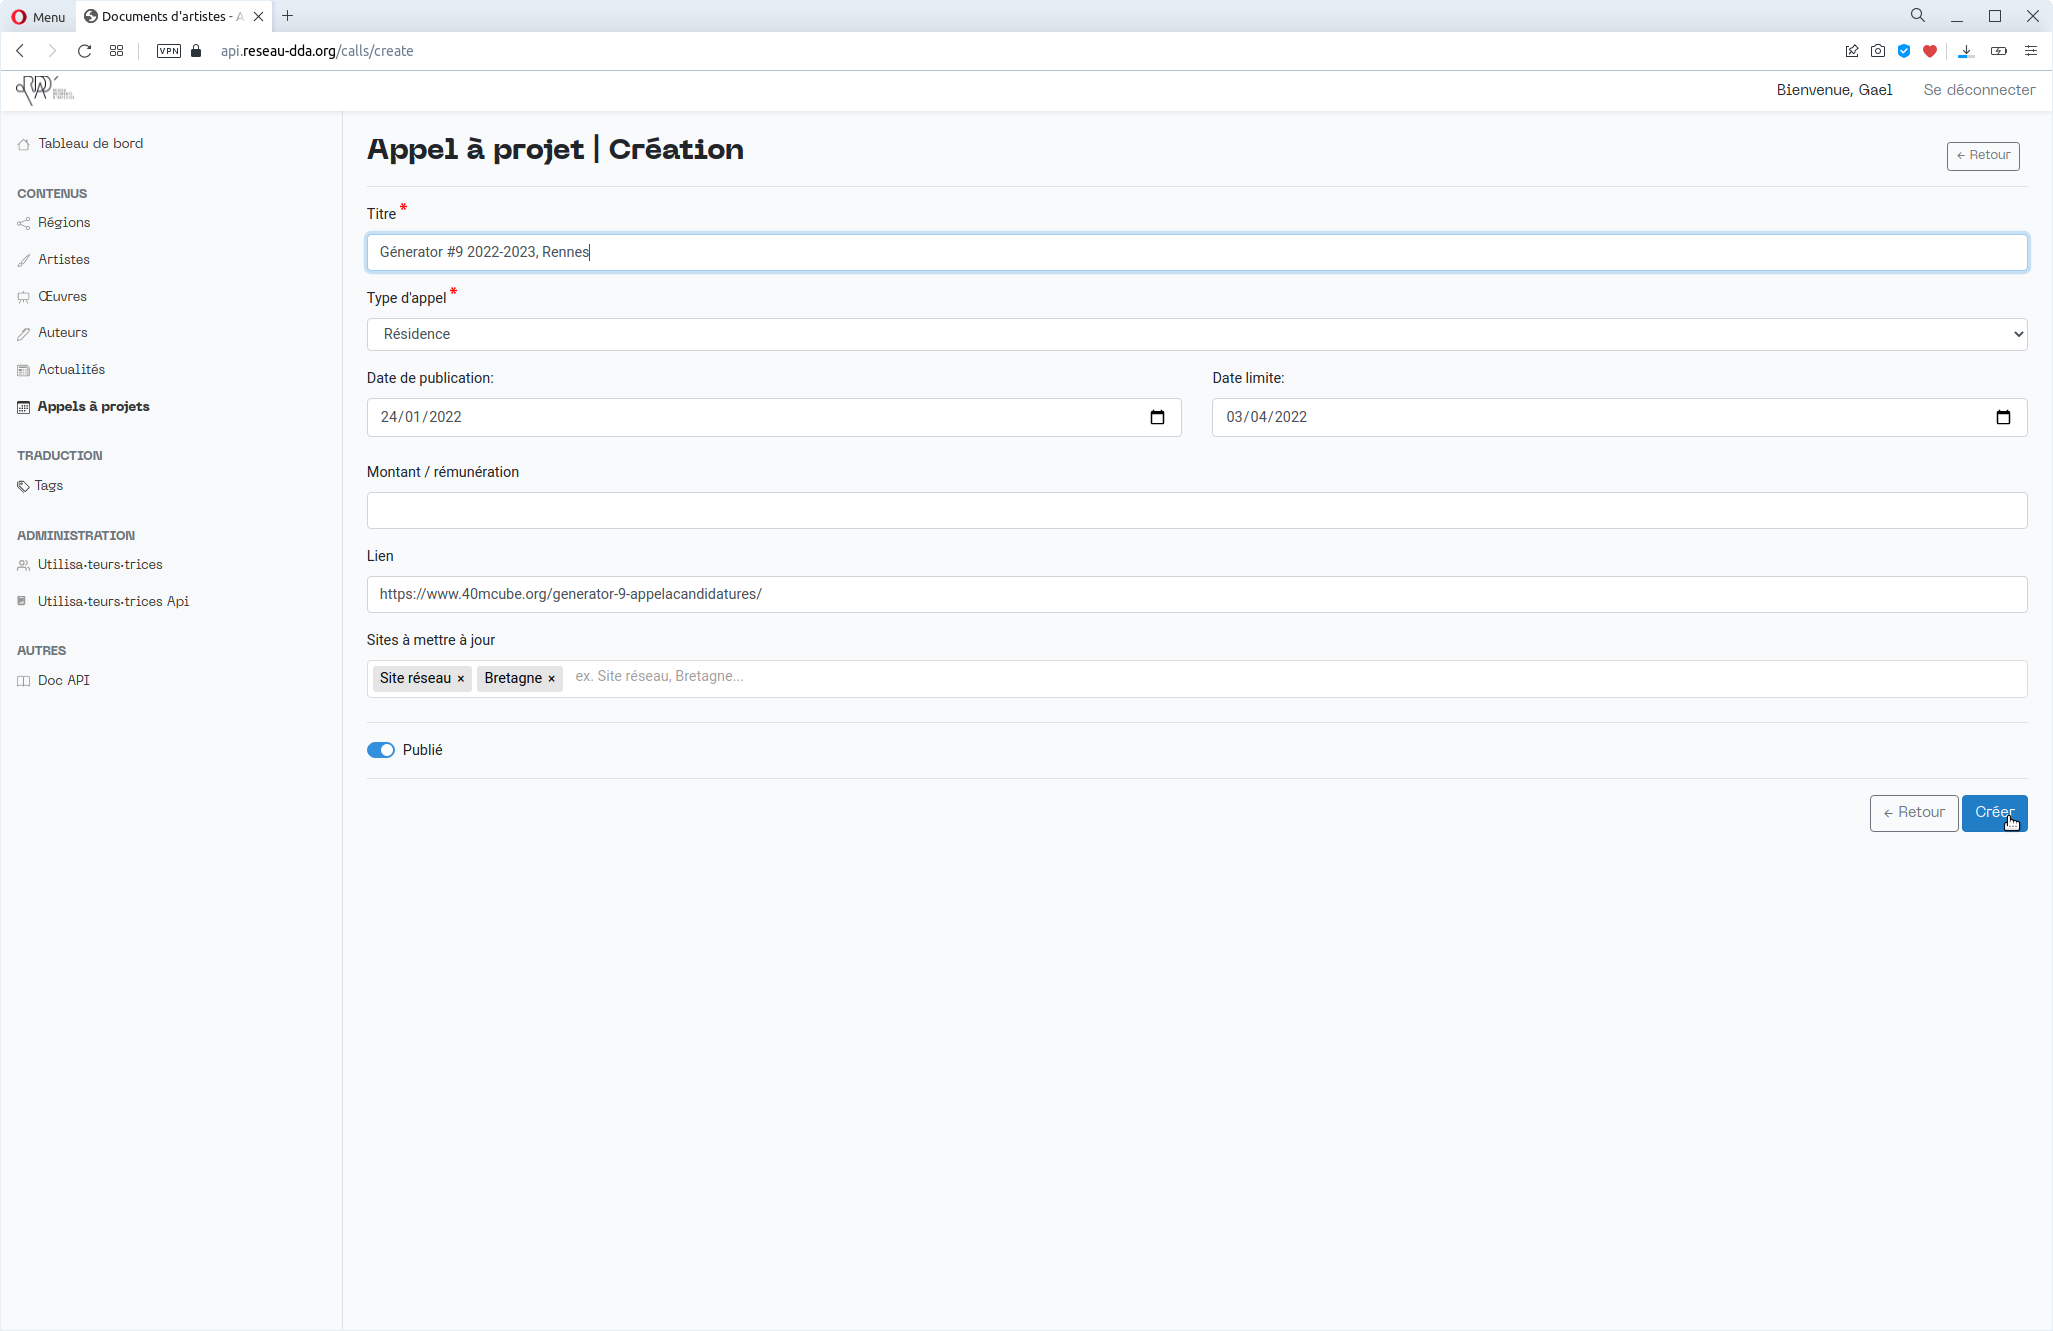 Menu
Documents d'artistes - A
VPN
api.reseau-dda.org/calls/create
Bienvenue, Gael
Se déconnecter
Tableau de bord
CONTENUS
Régions
Artistes
Œuvres
Auteurs
Actualités
Appels à projets
TRADUCTION
Tags
ADMINISTRATION
Utilisa·teurs·trices
Utilisa·teurs·trices Api
AUTRES
Doc API
Appel à projet | Création
← Retour
Titre *
Génerator #9 2022-2023, Rennes
Type d'appel *
Résidence
Date de publication:
24/01/2022
Date limite:
03/04/2022
Montant / rémunération
Lien
https://www.40mcube.org/generator-9-appelacandidatures/
Sites à mettre à jour
Site réseau × Bretagne × ex. Site réseau, Bretagne...
Publié
← Retour
Créer